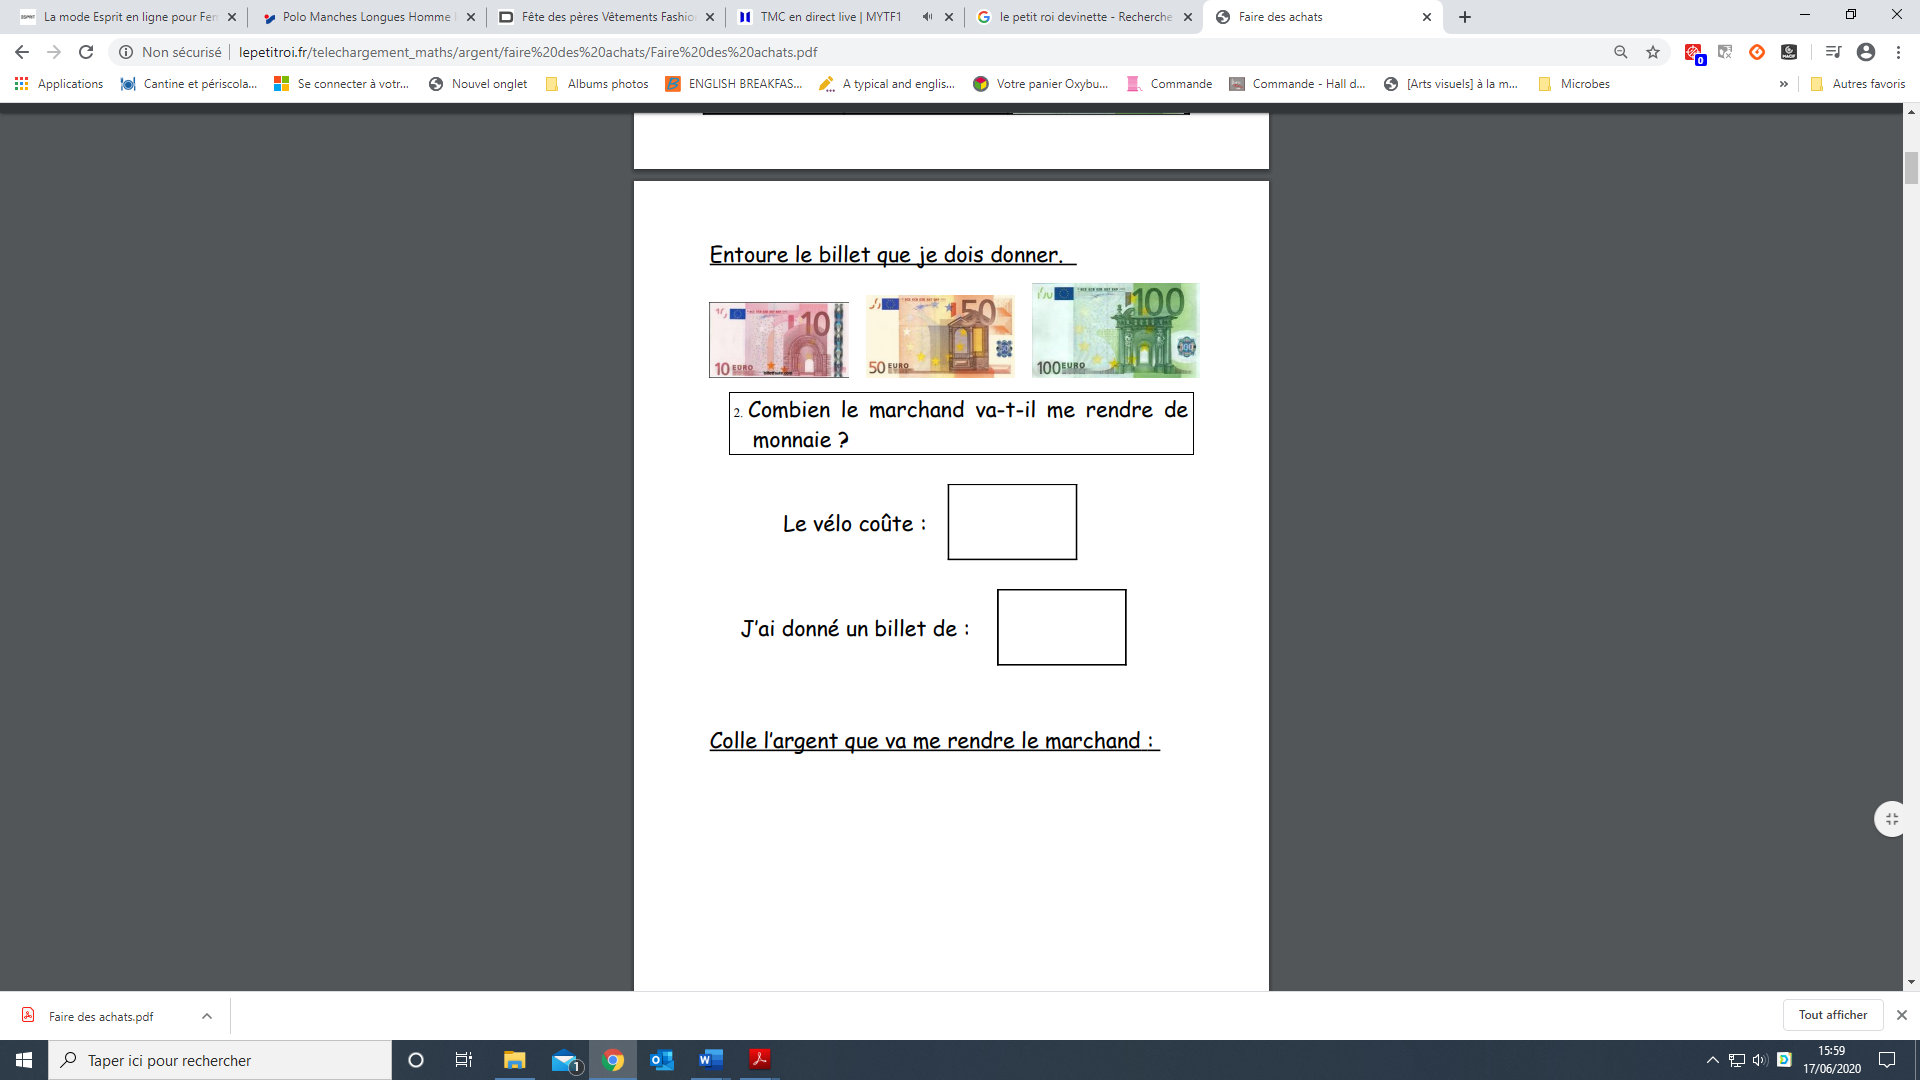 La mode Esprit en ligne pour Fem
Polo Manches Longues Homme
Fête des pères Vêtements Fashio
TMC en direct live | MYTF1
le petit roi devinette - Recherche
Faire des achats
Non sécurisé
lepetitroi.fr/telechargement_maths/argent/faire%20des%20achats/Faire%20des%20achats.pdf
Applications
Cantine et périscola...
Se connecter à votr...
Nouvel onglet
Albums photos
ENGLISH BREAKFAS...
A typical and englis...
Votre panier Oxybu...
Commande
Commande - Hall d...
[Arts visuels] à la m...
Microbes
»
Autres favoris
Entoure le billet que je dois donner.
10
10 EURO
50
50 EURO
100
100 EURO
2. Combien le marchand va-t-il me rendre de
monnaie ?
Le vélo coûte :
J'ai donné un billet de :
Colle l'argent que va me rendre le marchand :
Faire des achats.pdf
Tout afficher
Taper ici pour rechercher
15:59
17/06/2020